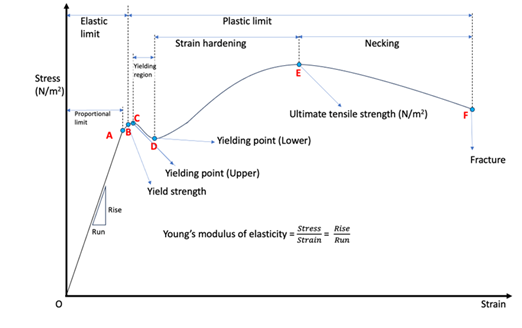 Elastic
limit
Plastic limit
Strain hardening
Necking
Yielding
region
Stress
(N/m²)
Proportional
limit
E
C
B
A
D
F
Ultimate tensile strength (N/m²)
Yielding point (Lower)
Fracture
Yielding point (Upper)
Yield strength
Rise
Run
Young's modulus of elasticity = Stress/Strain = Rise/Run
O
Strain